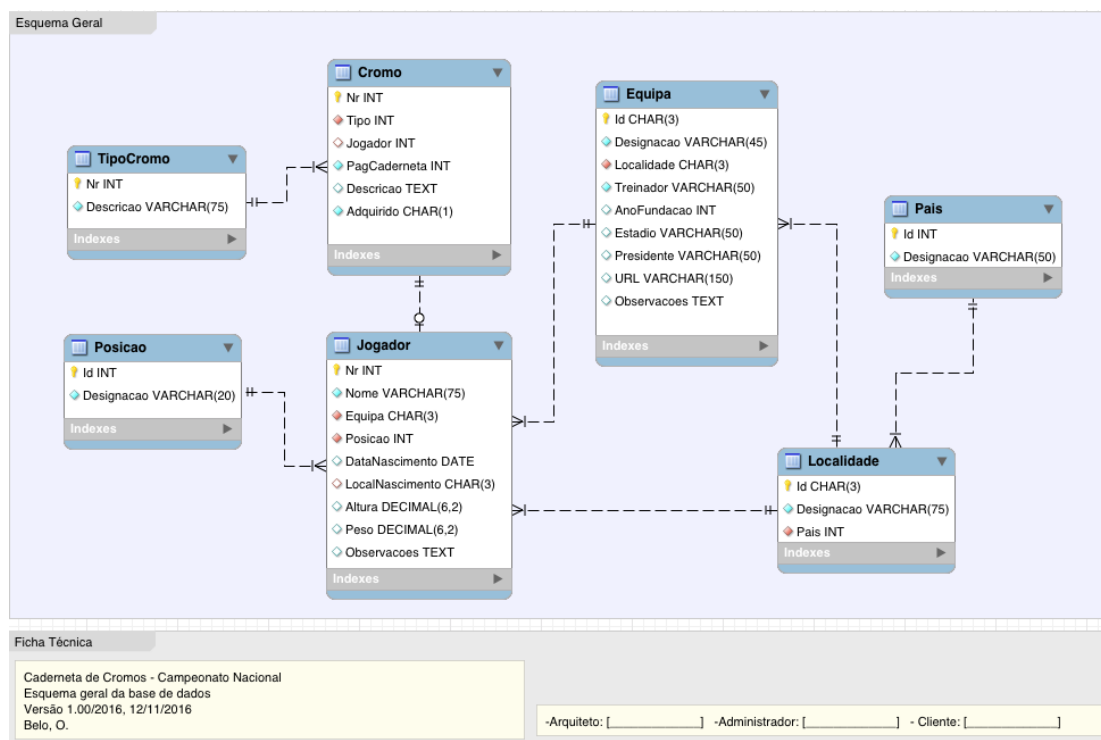 Esquema Geral
Cromo
Nr INT
Tipo INT
Jogador INT
PagCaderneta INT
Descricao TEXT
Adquirido CHAR(1)
Indexes
Equipa
Id CHAR(3)
Designacao VARCHAR(45)
Localidade CHAR(3)
Treinador VARCHAR(50)
AnoFundacao INT
Estadio VARCHAR(50)
Presidente VARCHAR(50)
URL VARCHAR(150)
Observacoes TEXT
Indexes
TipoCromo
Nr INT
Descricao VARCHAR(75)
Indexes
Pais
Id INT
Designacao VARCHAR(50)
Indexes
Posicao
Id INT
Designacao VARCHAR(20)
Indexes
Jogador
Nr INT
Nome VARCHAR(75)
Equipa CHAR(3)
Posicao INT
DataNascimento DATE
LocalNascimento CHAR(3)
Altura DECIMAL(6,2)
Peso DECIMAL(6,2)
Observacoes TEXT
Indexes
Localidade
Id CHAR(3)
Designacao VARCHAR(75)
Pais INT
Indexes
Ficha Técnica
Caderneta de Cromos - Campeonato Nacional
Esquema geral da base de dados
Versão 1.00/2016, 12/11/2016
Belo, O.
-Arquiteto: [______________] -Administrador: [______________] - Cliente: [______________]